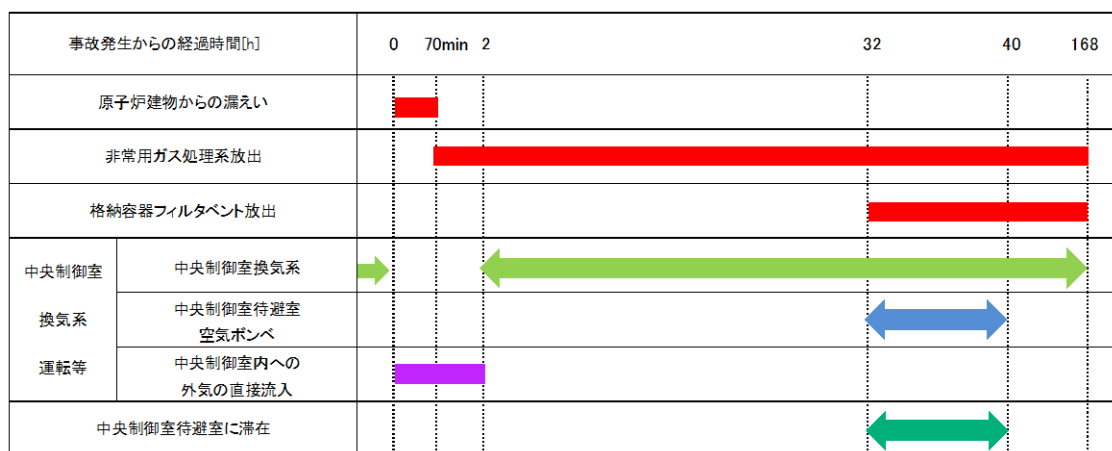 事故発生からの経過時間[h]
0 70min 2 32 40 168
原子炉建物からの漏えい
非常用ガス処理系放出
格納容器フィルタベント放出
中央制御室
換気系
運転等
中央制御室換気系
中央制御室待避室
空気ボンベ
中央制御室内への
外気の直接流入
中央制御室待避室に滞在